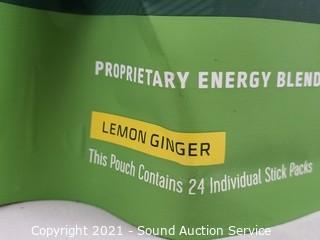 PROPRIETARY ENERGY BLEND
LEMON GINGER
This Pouch Contains 24 Individual Stick Packs
Copyright 2021 - Sound Auction Service